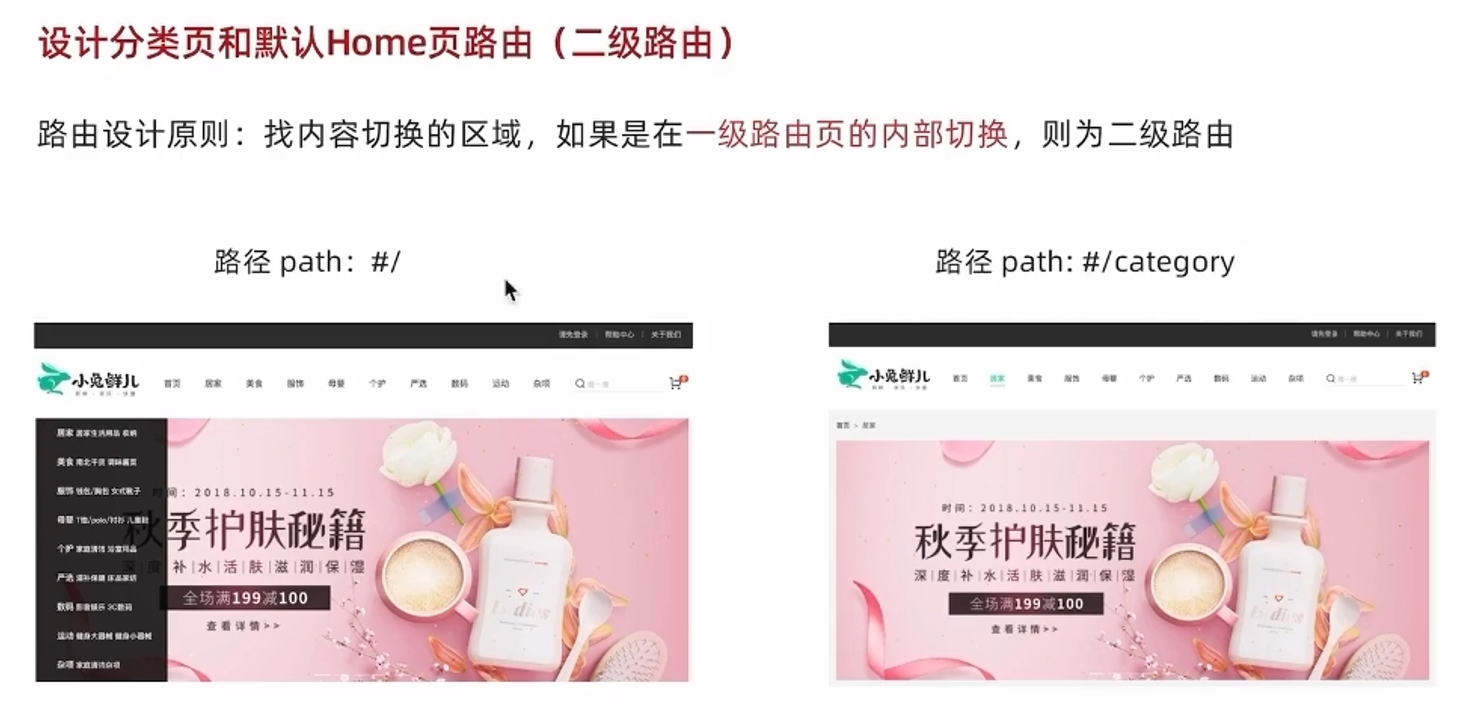 设计分类页和默认Home页路由（二级路由）
路由设计原则：找内容切换的区域，如果是在一级路由页的内部切换，则为二级路由
路径 path：#/
路径 path: #/category
请先登录 | 帮助中心 | 关于我们
小兔鲜儿
首页 居家 美食 服饰 母婴 个护 严选 数码 运动 杂项
居家 居家生活用品 收纳
美食 南北干货 调味酱菜
服饰 女式靴子
母婴 T恤/polo/衬衫 儿童鞋
个护 家庭清洁 浴室用品
严选
数码 影音娱乐 3C数码
运动 健身大器械 健身小器械
杂项 家庭清洁杂项
时间：2018.10.15-11.15
秋季护肤秘籍
深|度|补|水|活|肤|滋|润|保|湿
全场满199减100
查看详情>>
请先登录 | 帮助中心 | 关于我们
小兔鲜儿
首页 居家 美食 服饰 母婴 个护 严选 数码 运动 杂项
首页 > 居家
时间：2018.10.15-11.15
秋季护肤秘籍
深|度|补|水|活|肤|滋|润|保|湿
全场满199减100
查看详情>>